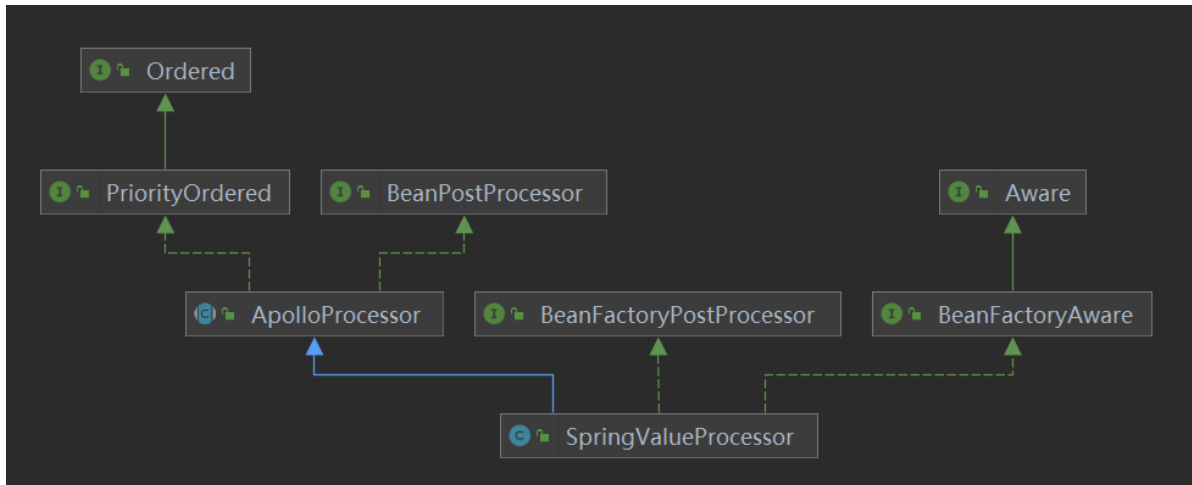 Ordered
PriorityOrdered
BeanPostProcessor
Aware
ApolloProcessor
BeanFactoryPostProcessor
BeanFactoryAware
SpringValueProcessor